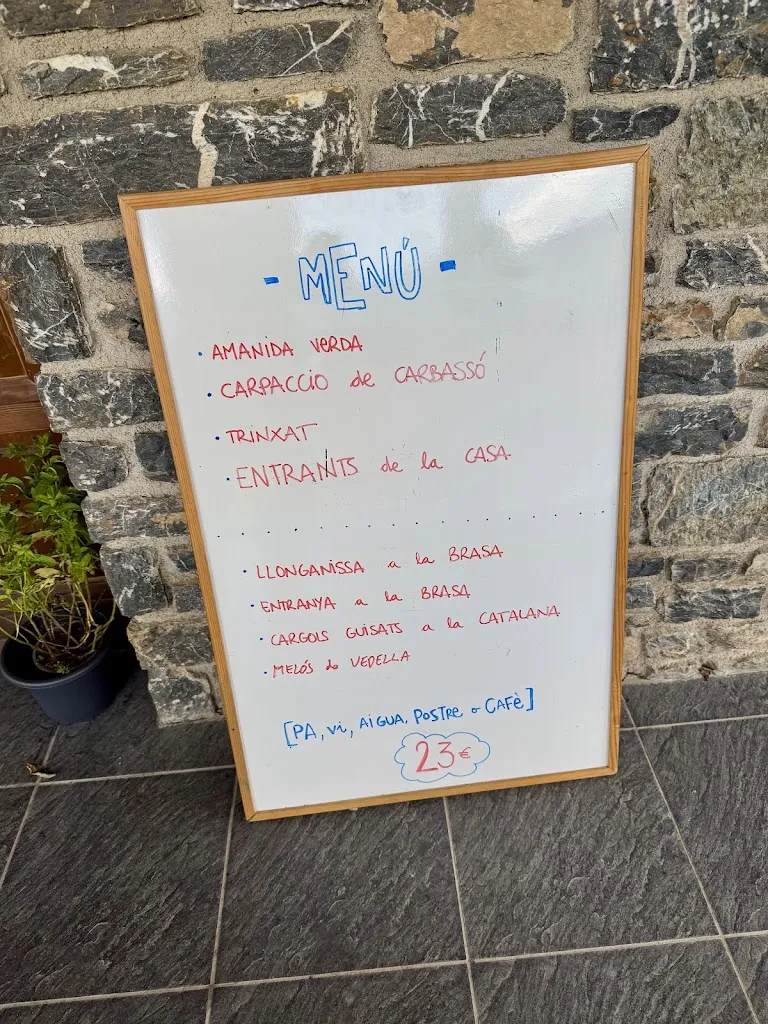 - MENÚ -
• AMANIDA VERDA
• CARPACCIO de CARBASSÓ
• TRINXAT
• ENTRANTS de la CASA
• LLONGANISSA a la BRASA
• ENTRANYA a la BRASA
• CARGOLS GUISATS a la CATALANA
• MELÓS de VEDELLA
[PA, Vi, AIGUA, POSTRE o CAFÈ]
23€